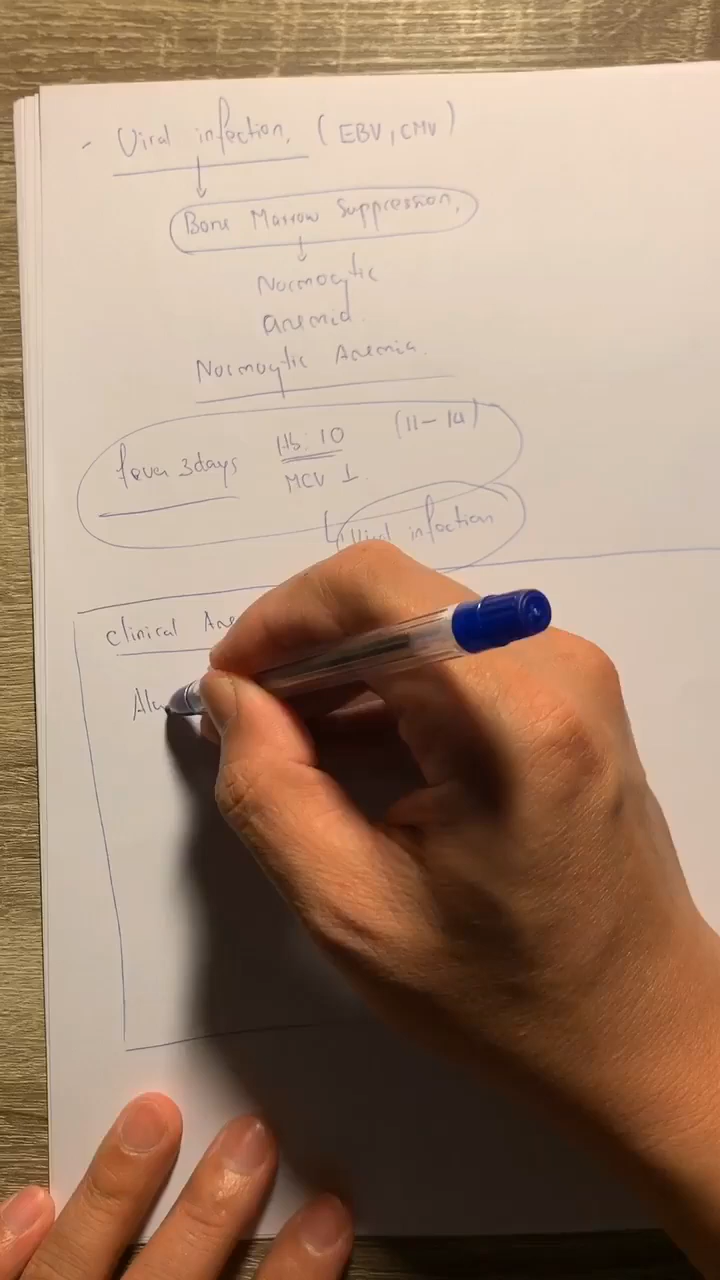 - Viral infection. (EBV, CMV)
Bone Marrow Suppression.
Normocytic
anemia.
Normocytic Anemia.
fever 3days Hb: 10 (11-14)
MCV ⊥
Viral infection
Clinical